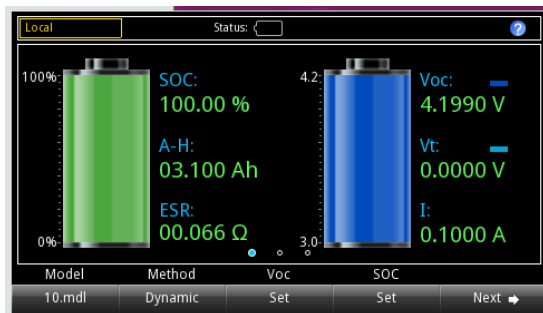 Local
Status:
?
100%
SOC:
100.00 %
A-H:
03.100 Ah
ESR:
00.066 Ω
0%
4.2
Voc:
4.1990 V
Vt:
0.0000 V
I:
0.1000 A
3.0
Model Method Voc SOC
10.mdl Dynamic Set Set Next